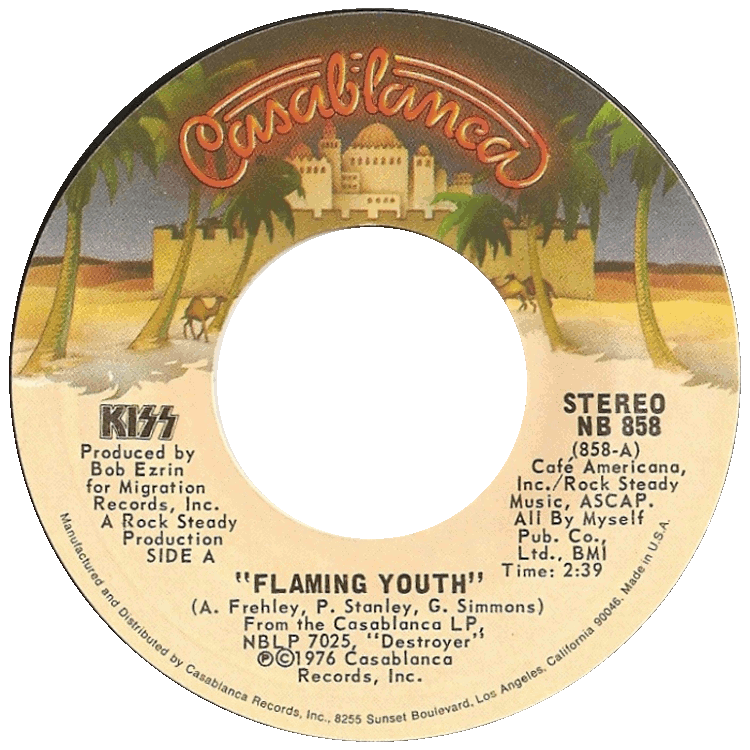 Casablanca
KISS
Produced by
Bob Ezrin
for Migration
Records, Inc.
A Rock Steady
Production
SIDE A
STEREO
NB 858
(858-A)
Café Americana,
Inc./Rock Steady
Music, ASCAP.
All By Myself
Pub. Co.,
Ltd., BMI
Time: 2:39
"FLAMING YOUTH"
(A. Frehley, P. Stanley, G. Simmons)
From the Casablanca LP,
NBLP 7025, "Destroyer"
℗©1976 Casablanca
Records, Inc.
Manufactured and Distributed by Casablanca Records, Inc., 8255 Sunset Boulevard, Los Angeles, California 90046. Made in U.S.A.